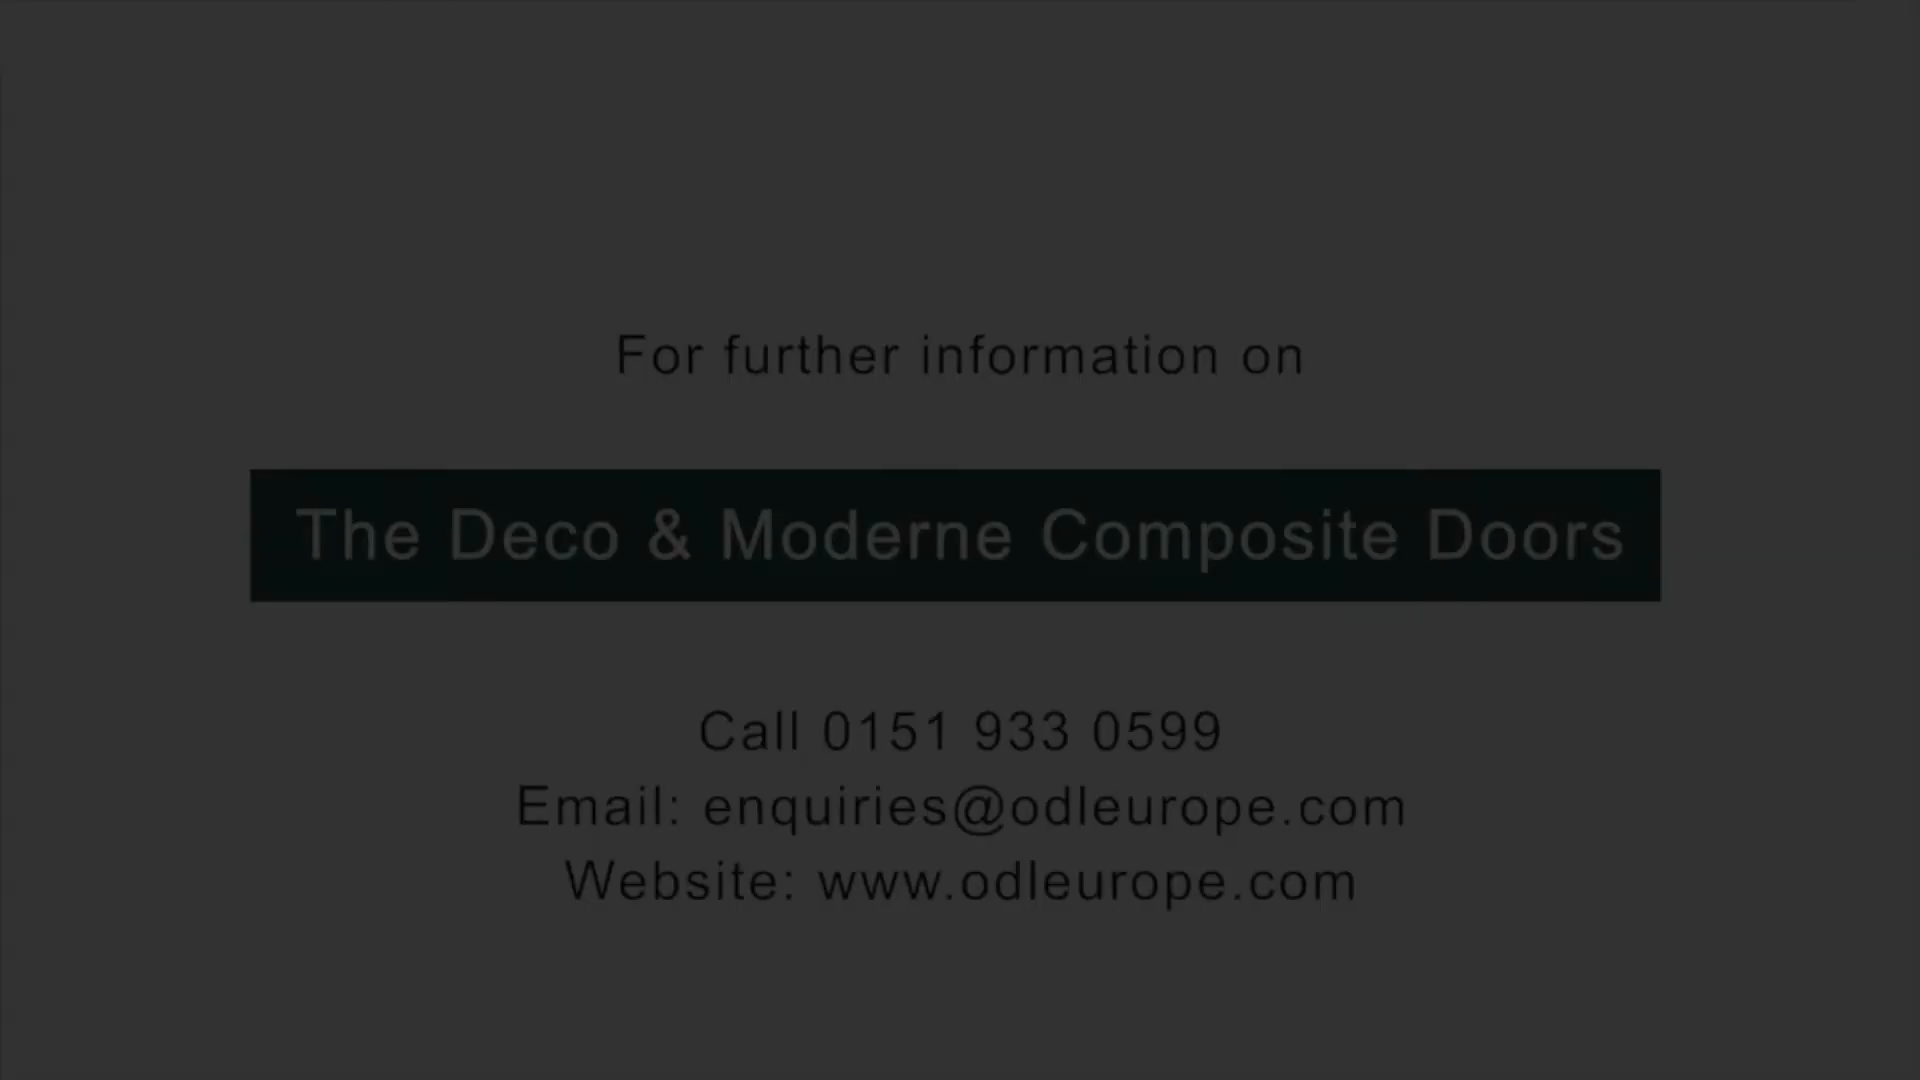 For further information on
The Deco & Moderne Composite Doors
Call 0151 933 0599
Email: enquiries@odleurope.com
Website: www.odleurope.com